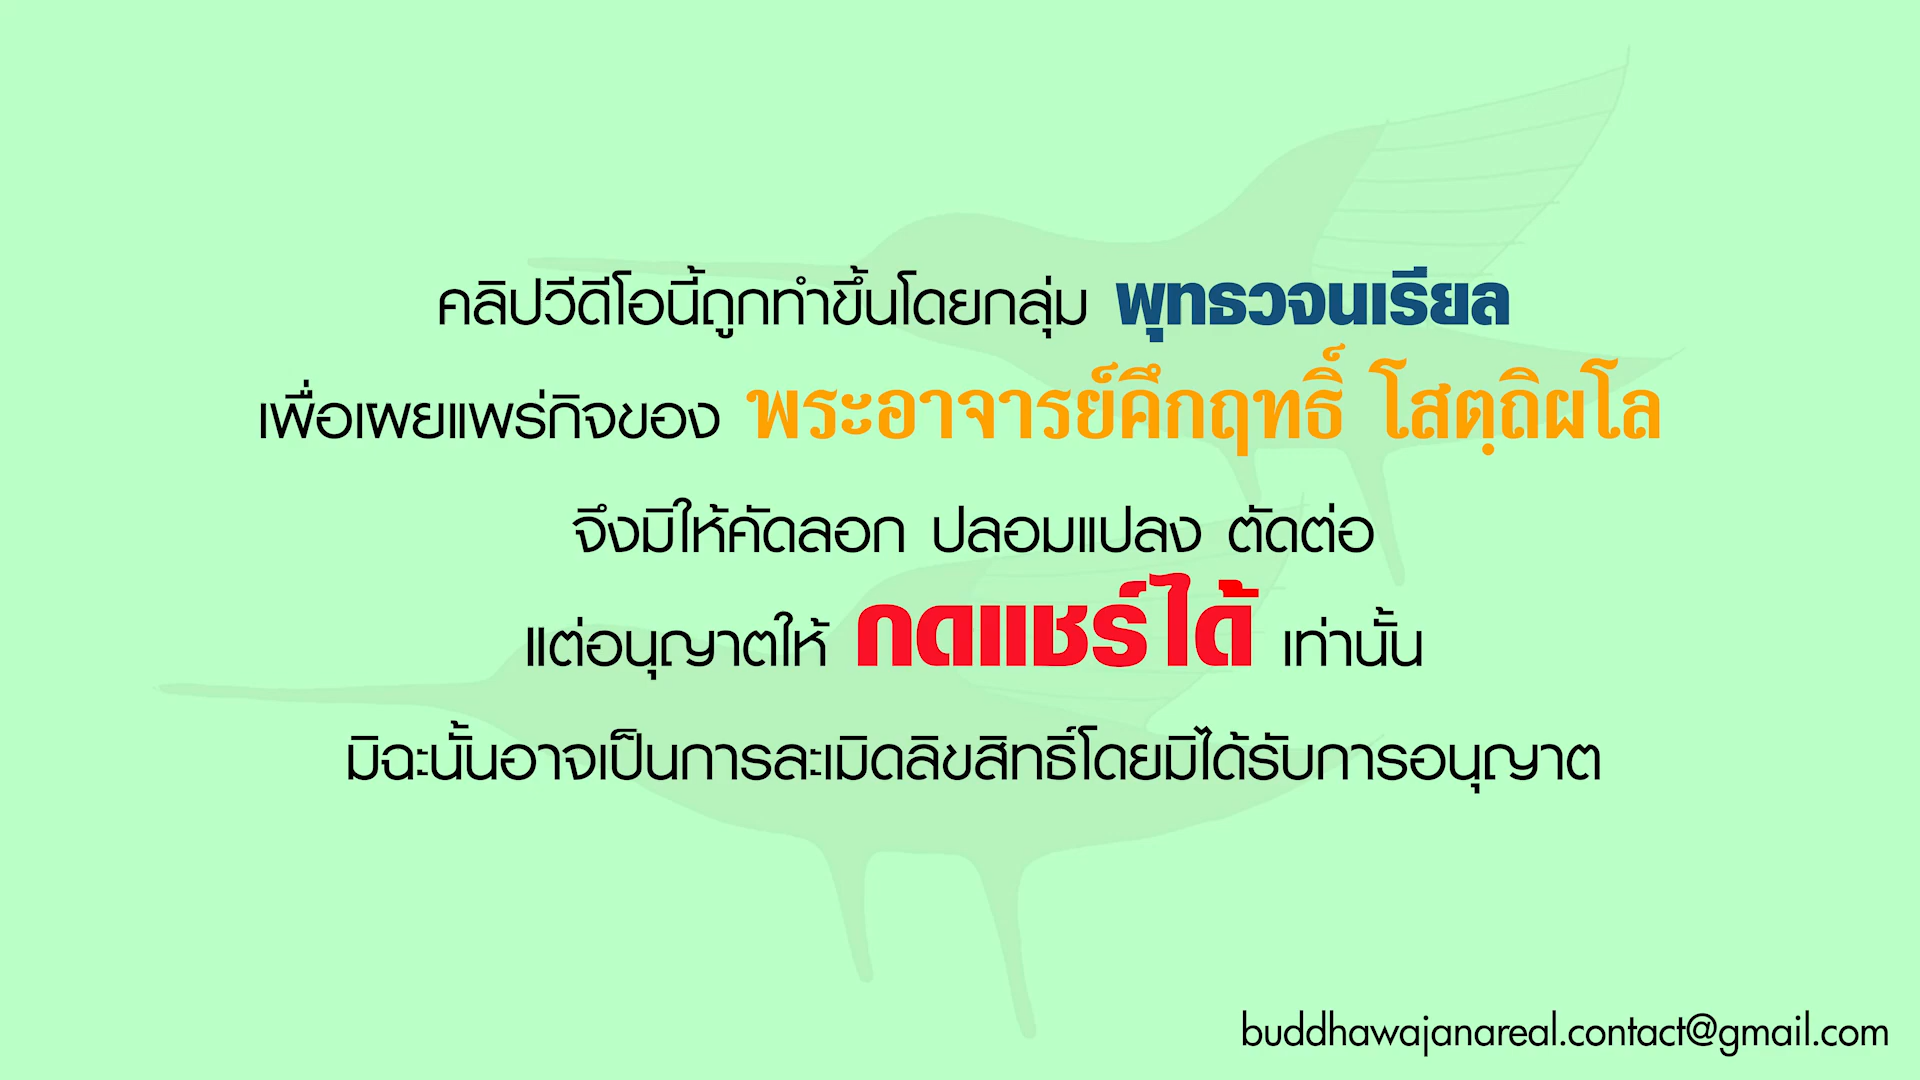 คลิปวีดีโอนี้ถูกทำขึ้นโดยกลุ่ม พุทธวจนเรียล
เพื่อเผยแพร่กิจของ พระอาจารย์คึกฤทธิ์ โสตฺถิผโล
จึงมิให้คัดลอก ปลอมแปลง ตัดต่อ
แต่อนุญาตให้ กดแชร์ได้ เท่านั้น
มิฉะนั้นอาจเป็นการละเมิดลิขสิทธิ์โดยมิได้รับการอนุญาต
buddhawajanareal.contact@gmail.com